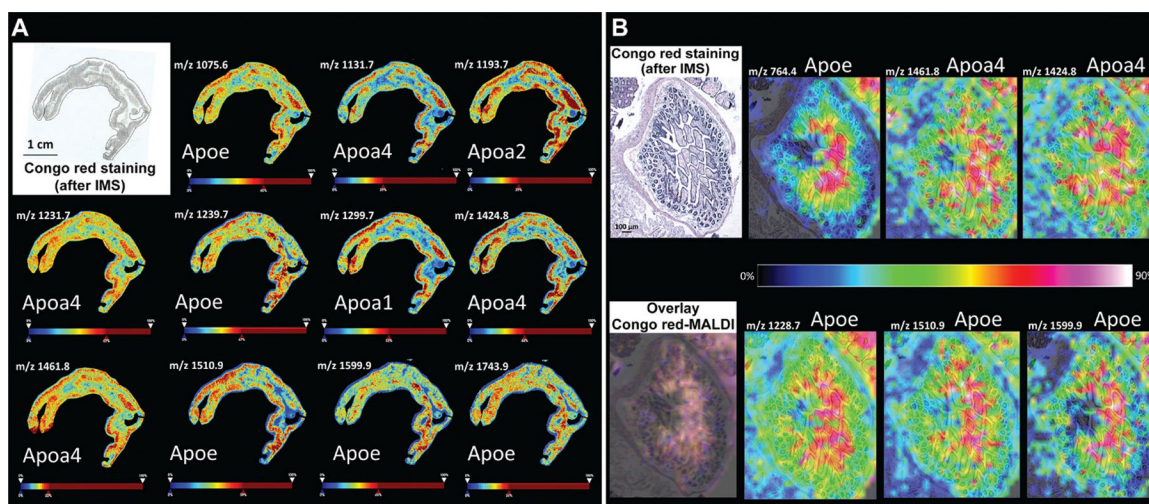 A
1 cm
Congo red staining
(after IMS)
m/z 1075.6
Apoe
m/z 1131.7
Apoa4
m/z 1193.7
Apoa2
m/z 1231.7
Apoa4
m/z 1239.7
Apoe
m/z 1299.7
Apoa1
m/z 1424.8
Apoa4
m/z 1461.8
Apoa4
m/z 1510.9
Apoe
m/z 1599.9
Apoe
m/z 1743.9
Apoe
B
Congo red staining
(after IMS)
100 µm
m/z 764.4
Apoe
m/z 1461.8
Apoa4
m/z 1424.8
Apoa4
0%
90%
Overlay
Congo red-MALDI
m/z 1228.7
Apoe
m/z 1510.9
Apoe
m/z 1599.9
Apoe